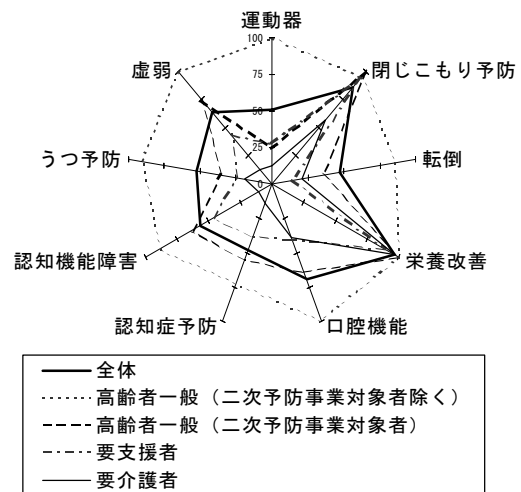 運動器
100
虚弱
閉じこもり予防
75
50
うつ予防
25
転倒
0
認知機能障害
栄養改善
認知症予防
口腔機能
全体
高齢者一般（二次予防事業対象者除く）
高齢者一般（二次予防事業対象者）
要支援者
要介護者